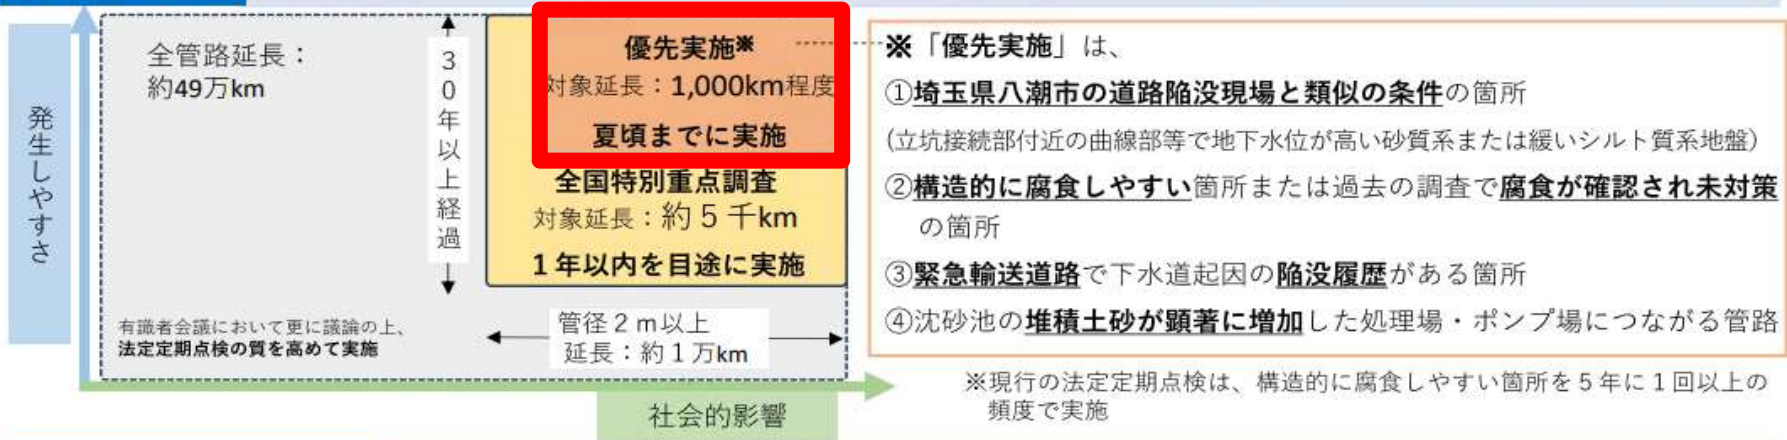 発生しやすさ
全管路延長：
約49万km
30年以上経過
有識者会議において更に議論の上、
法定定期点検の質を高めて実施
優先実施※
対象延長：1,000km程度
夏頃までに実施
全国特別重点調査
対象延長：約５千km
１年以内を目途に実施
管径２ｍ以上
延長：約１万km
社会的影響
※「優先実施」は、
①埼玉県八潮市の道路陥没現場と類似の条件の箇所
(立坑接続部付近の曲線部等で地下水位が高い砂質系または緩いシルト質系地盤)
②構造的に腐食しやすい箇所または過去の調査で腐食が確認され未対策
の箇所
③緊急輸送道路で下水道起因の陥没履歴がある箇所
④沈砂池の堆積土砂が顕著に増加した処理場・ポンプ場につながる管路
※現行の法定定期点検は、構造的に腐食しやすい箇所を５年に１回以上の
頻度で実施